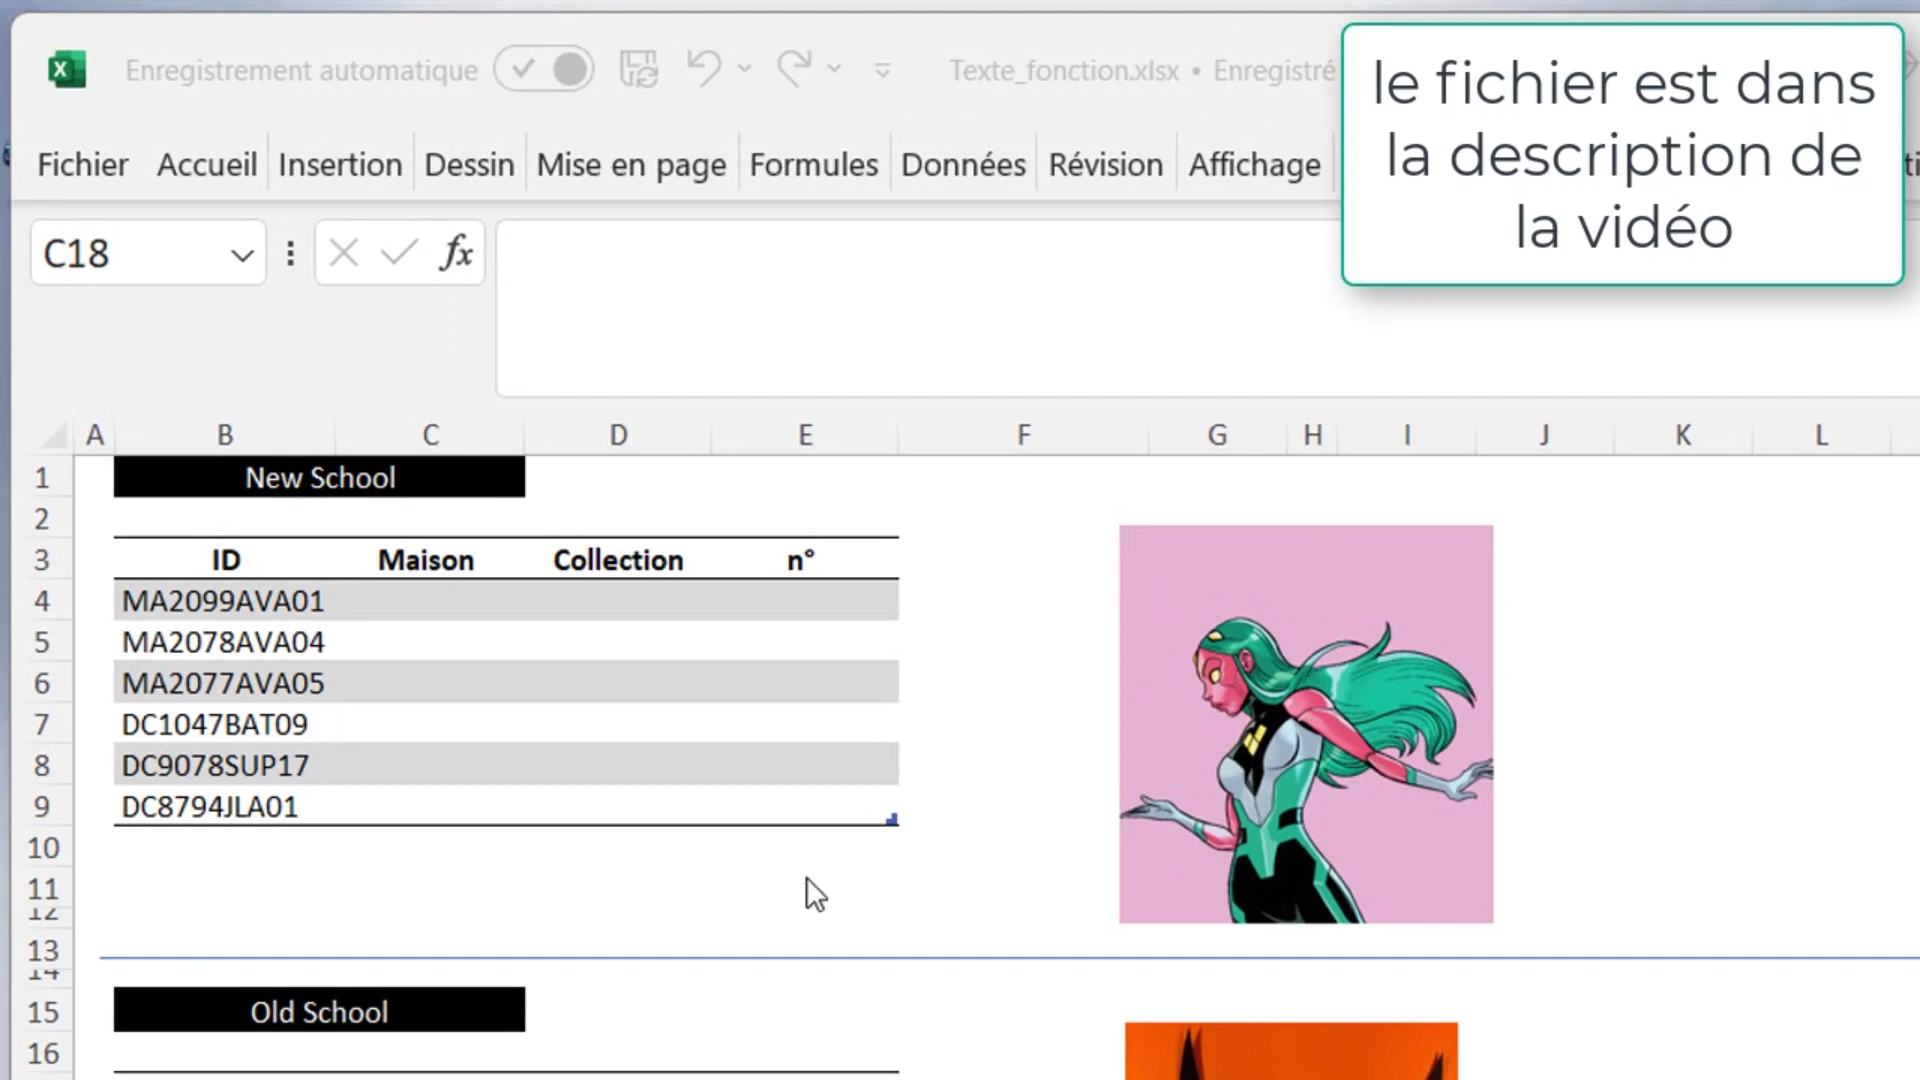 Enregistrement automatique
Texte_fonction.xlsx • Enregistré
le fichier est dans
la description de
la vidéo
Fichier Accueil Insertion Dessin Mise en page Formules Données Révision Affichage
C18
fx
A B C D E F G H I J K L
1 New School
2
3 ID Maison Collection n°
4 MA2099AVA01
5 MA2078AVA04
6 MA2077AVA05
7 DC1047BAT09
8 DC9078SUP17
9 DC8794JLA01
10
11
12
13
14
15 Old School
16